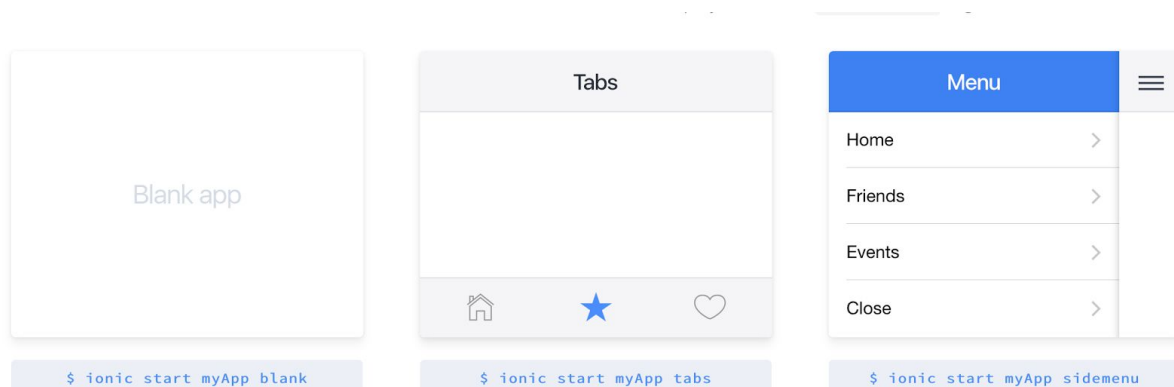 Blank app
$ ionic start myApp blank
Tabs
$ ionic start myApp tabs
Menu
Home
Friends
Events
Close
$ ionic start myApp sidemenu